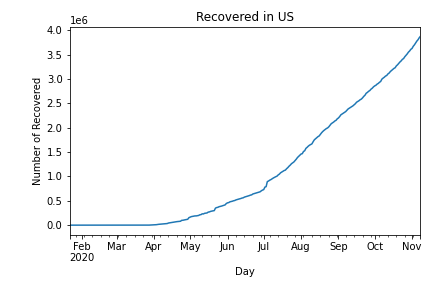 Recovered in US
1e6
4.0
3.5
3.0
2.5
2.0
1.5
1.0
0.5
0.0
Number of Recovered
Feb Mar Apr May Jun Jul Aug Sep Oct Nov
2020
Day